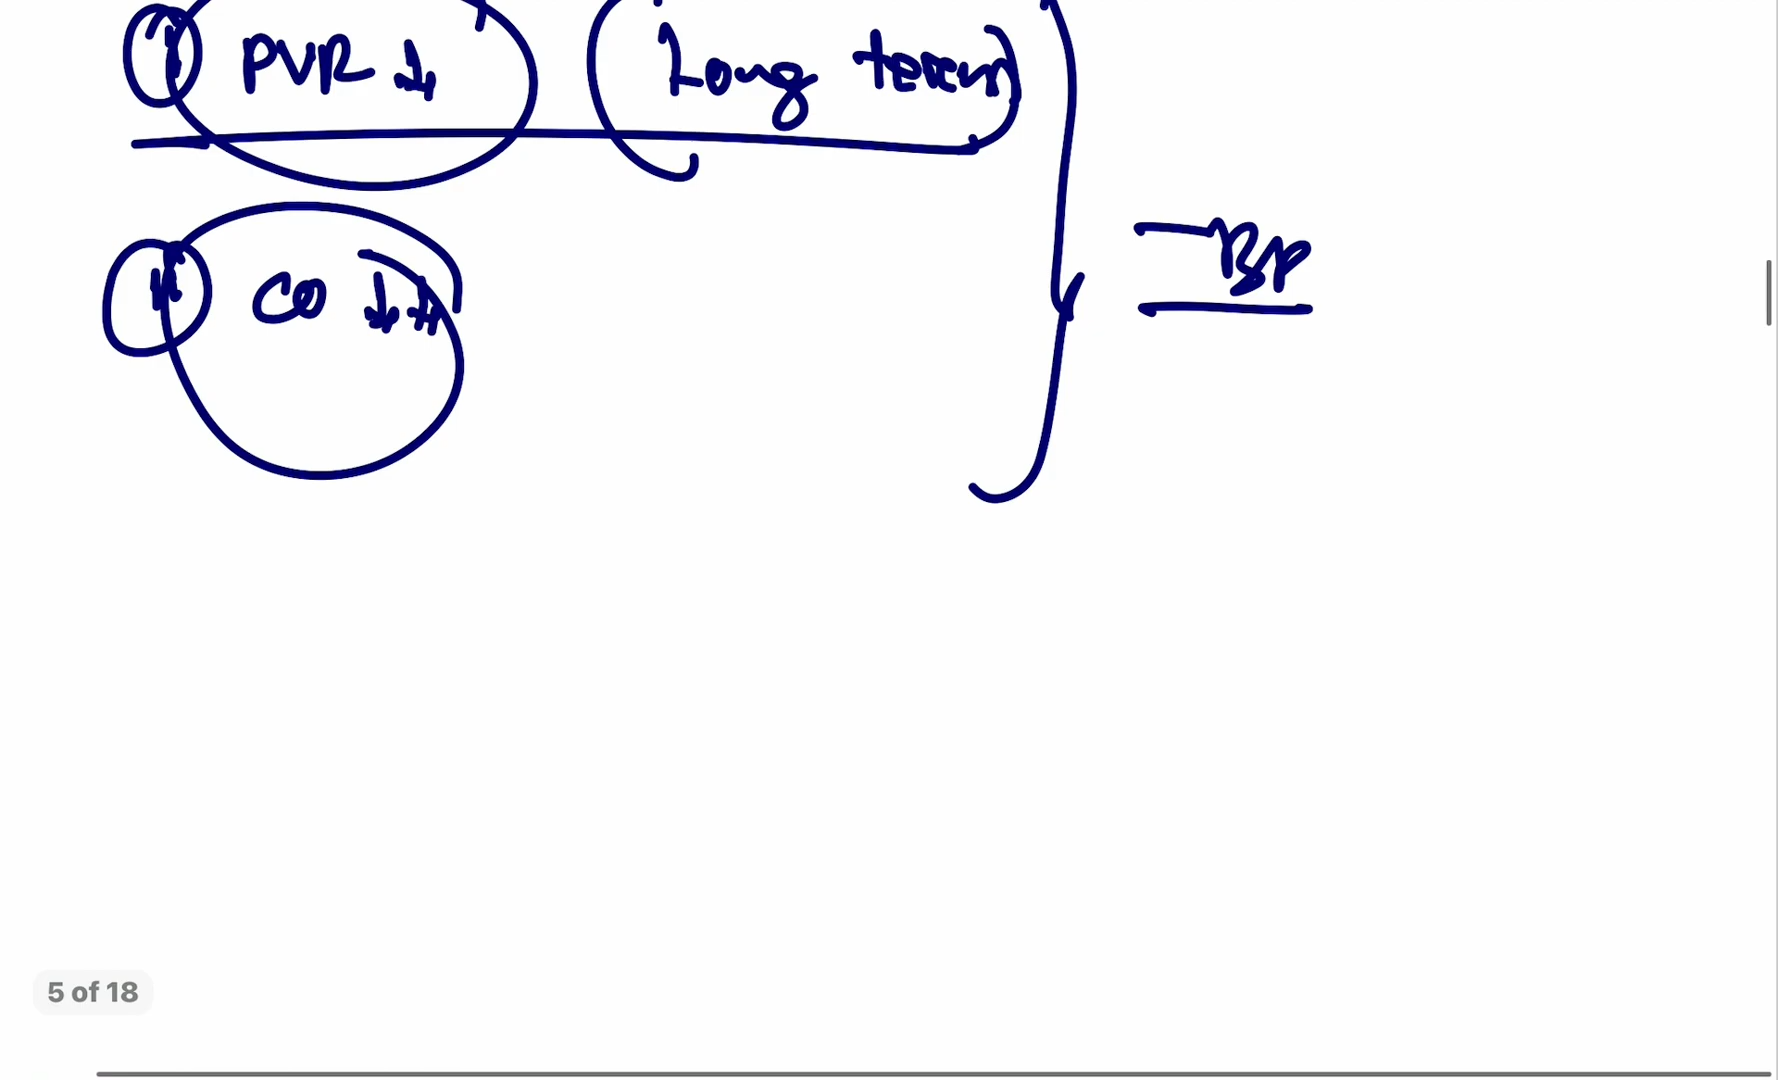 PVR ↓ (Long term)
CO ↓↓
BP
5 of 18